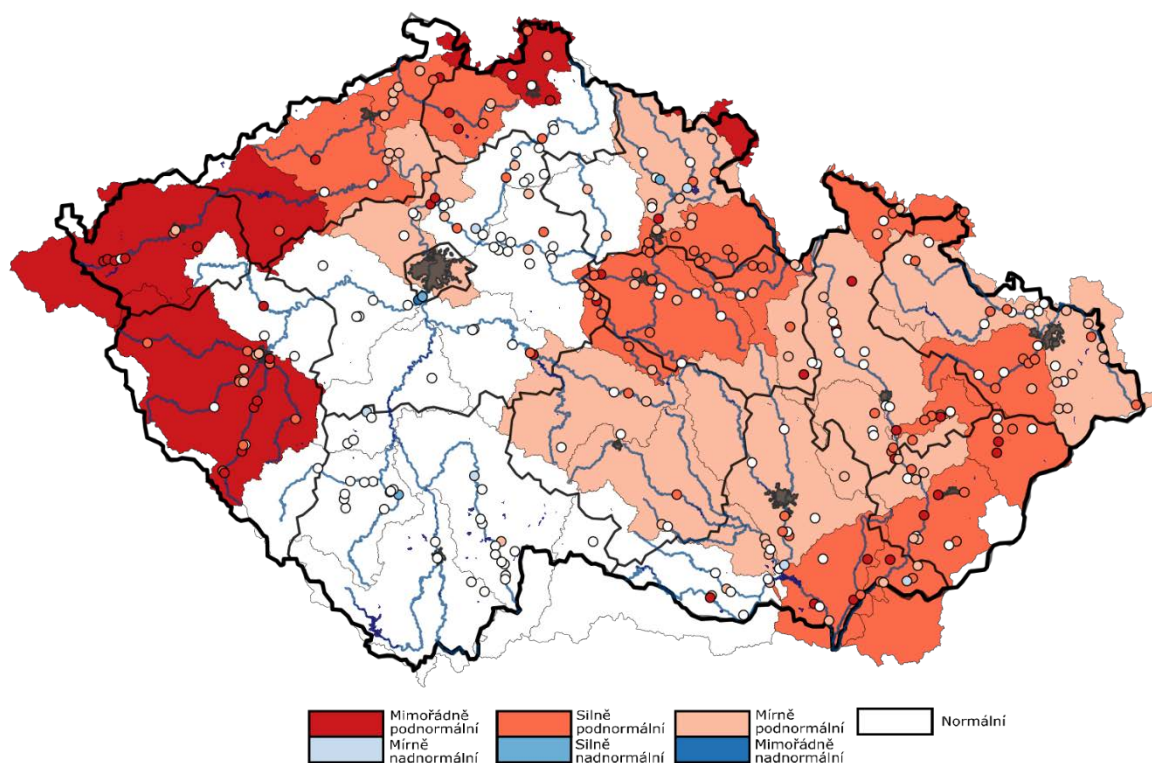 Mimořádně
podnormální
Silně
podnormální
Mírně
podnormální
Normální
Mírně
nadnormální
Silně
nadnormální
Mimořádně
nadnormální